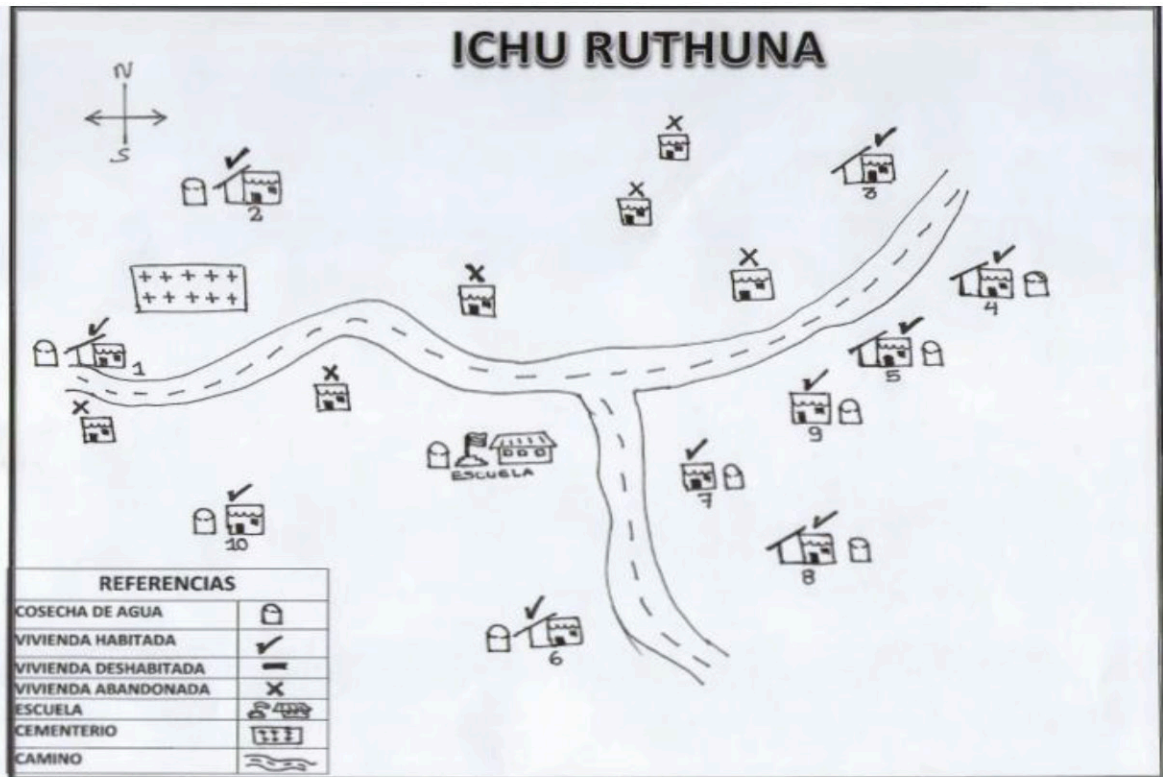 ICHU RUTHUNA
N
S
2
3
4
1
5
9
ESCUELA
7
10
8
6
REFERENCIAS
COSECHA DE AGUA
VIVIENDA HABITADA
VIVIENDA DESHABITADA
VIVIENDA ABANDONADA
ESCUELA
CEMENTERIO
CAMINO